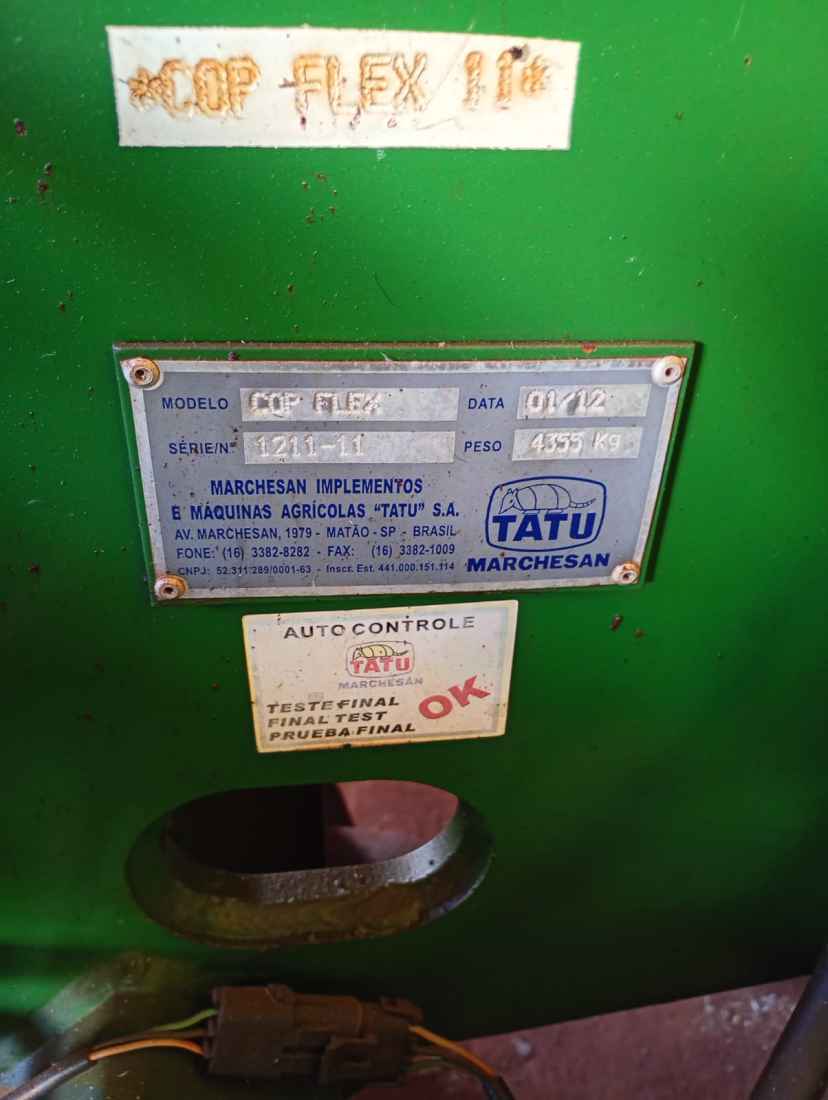 *COP FLEX 11*
MODELO COP FLEX DATA 01/12
SÉRIE/Nº 1211-11 PESO 4355 kg
MARCHESAN IMPLEMENTOS
E MÁQUINAS AGRÍCOLAS "TATU" S.A.
AV. MARCHESAN, 1979 - MATÃO - SP - BRASIL
FONE: (16) 3382-8282 - FAX: (16) 3382-1009
CNPJ: 52.311.289/0001-63 - Inscr. Est. 441.000.151.114
TATU
MARCHESAN
AUTO CONTROLE
TATU
MARCHESAN
TESTE FINAL
FINAL TEST
PRUEBA FINAL
OK